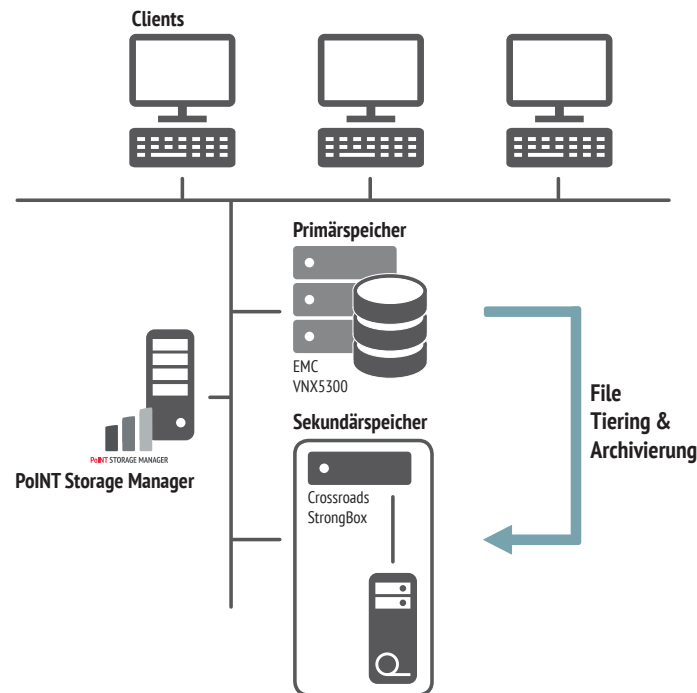 Clients
Primärspeicher
EMC
VNX5300
File
Tiering &
Archivierung
Sekundärspeicher
Crossroads
StrongBox
PoINT STORAGE MANAGER
PoINT Storage Manager